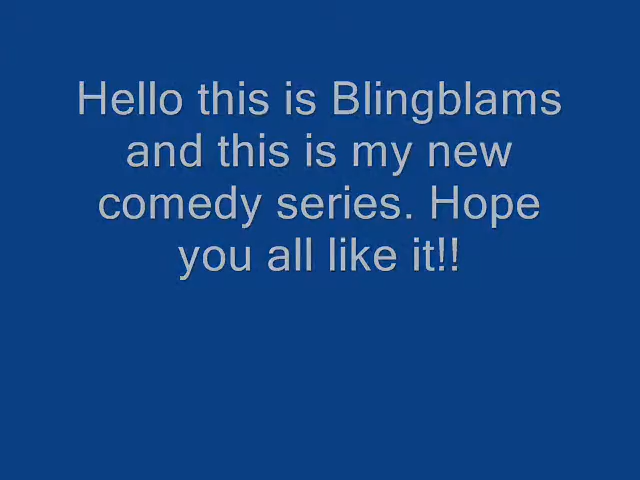 Hello this is Blingblams
and this is my new
comedy series. Hope
you all like it!!